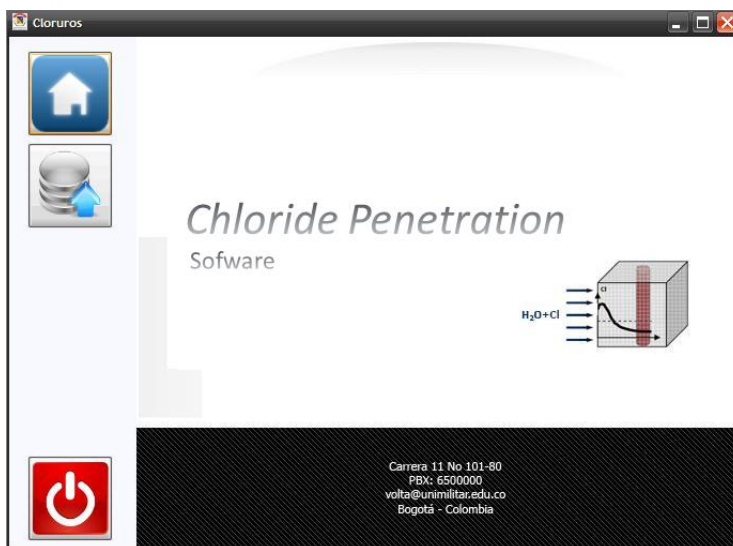 Cloruros
Chloride Penetration
Sofware
Cl
H₂O+Cl
Carrera 11 No 101-80
PBX: 6500000
volta@unimilitar.edu.co
Bogotá - Colombia